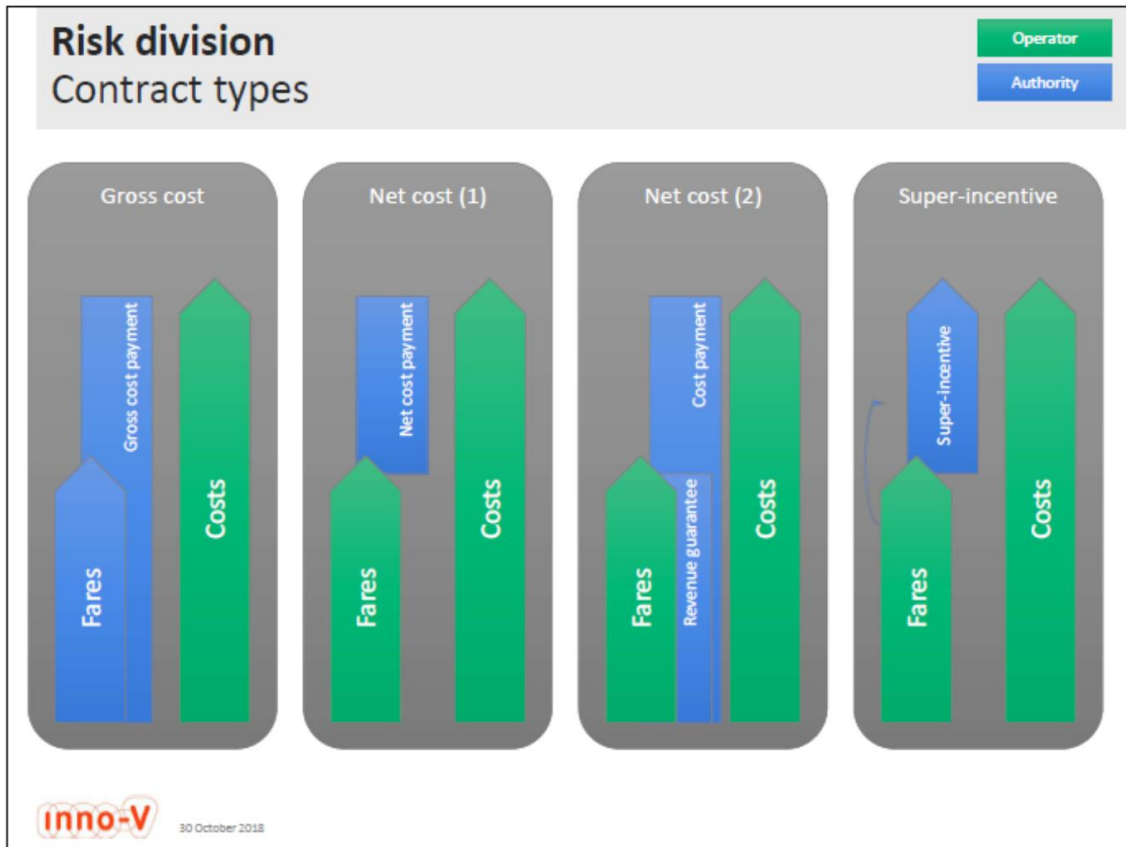 Risk division
Contract types
Operator
Authority
Gross cost
Fares
Gross cost payment
Costs
Net cost (1)
Fares
Net cost payment
Costs
Net cost (2)
Fares
Revenue guarantee
Cost payment
Costs
Super-incentive
Fares
Super-incentive
Costs
inno-V
30 October 2018